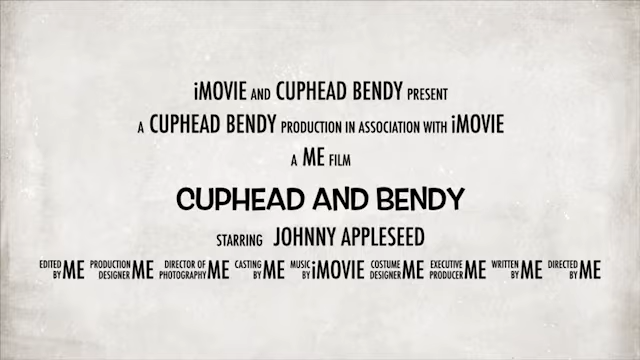 iMOVIE AND CUPHEAD BENDY PRESENT
A CUPHEAD BENDY PRODUCTION IN ASSOCIATION WITH iMOVIE
A ME FILM
CUPHEAD AND BENDY
STARRING JOHNNY APPLESEED
EDITED BY ME PRODUCTION DESIGNER ME DIRECTOR OF PHOTOGRAPHY ME CASTING BY ME MUSIC BY iMOVIE COSTUME DESIGNER ME EXECUTIVE PRODUCER ME WRITTEN BY ME DIRECTED BY ME